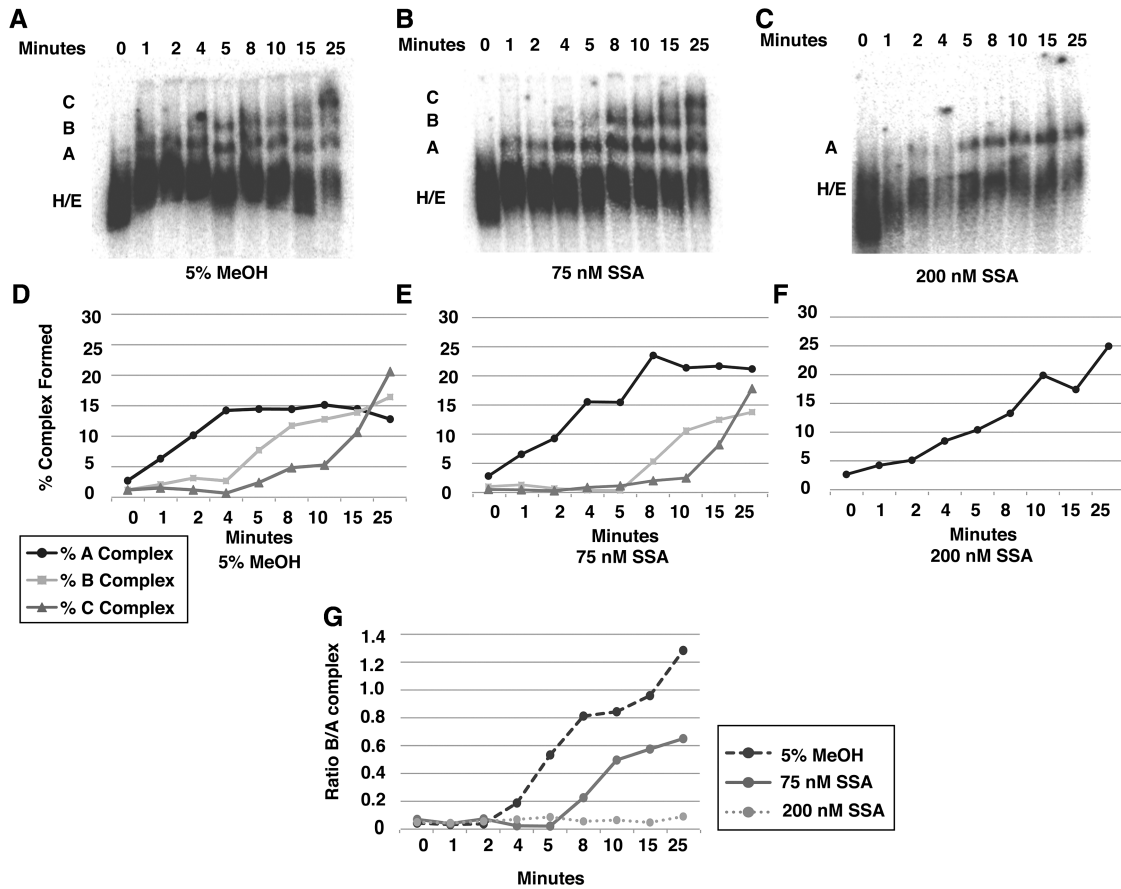 A
Minutes 0 1 2 4 5 8 10 15 25
C
B
A
H/E
5% MeOH
B
Minutes 0 1 2 4 5 8 10 15 25
C
B
A
H/E
75 nM SSA
C
Minutes 0 1 2 4 5 8 10 15 25
A
H/E
200 nM SSA
D
% Complex Formed
30
25
20
15
10
5
0
0 1 2 4 5 8 10 15 25
Minutes
5% MeOH
E
30
25
20
15
10
5
0
0 1 2 4 5 8 10 15 25
Minutes
75 nM SSA
F
30
25
20
15
10
5
0
0 1 2 4 5 8 10 15 25
Minutes
200 nM SSA
% A Complex
% B Complex
% C Complex
G
Ratio B/A complex
1.4
1.2
1.0
0.8
0.6
0.4
0.2
0
0 1 2 4 5 8 10 15 25
Minutes
5% MeOH
75 nM SSA
200 nM SSA